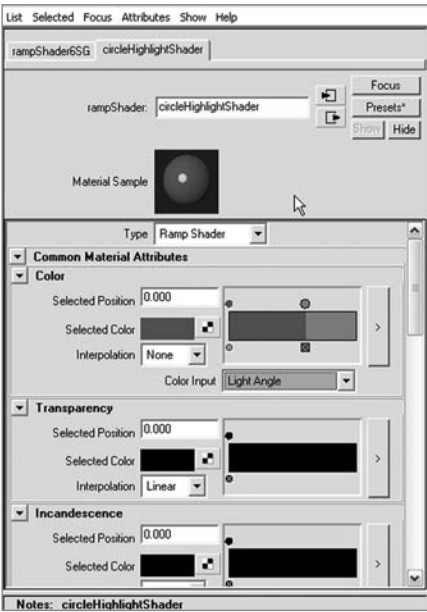 List Selected Focus Attributes Show Help
rampShader6SG circleHighlightShader
Focus
rampShader: circleHighlightShader Presets*
Show Hide
Material Sample
Type Ramp Shader
Common Material Attributes
Color
Selected Position 0.000
Selected Color
Interpolation None
Color Input Light Angle
Transparency
Selected Position 0.000
Selected Color
Interpolation Linear
Incandescence
Selected Position 0.000
Selected Color
Notes: circleHighlightShader